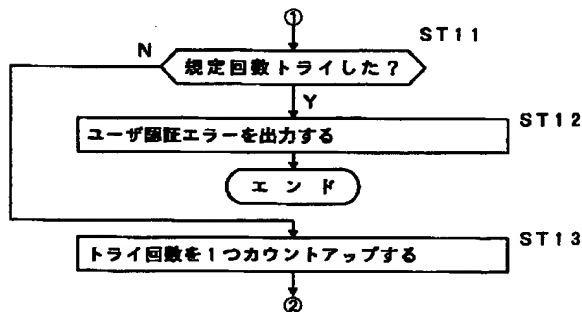 ①
ST11
N
規定回数トライした?
Y
ST12
ユーザ認証エラーを出力する
エンド
ST13
トライ回数を1つカウントアップする
②